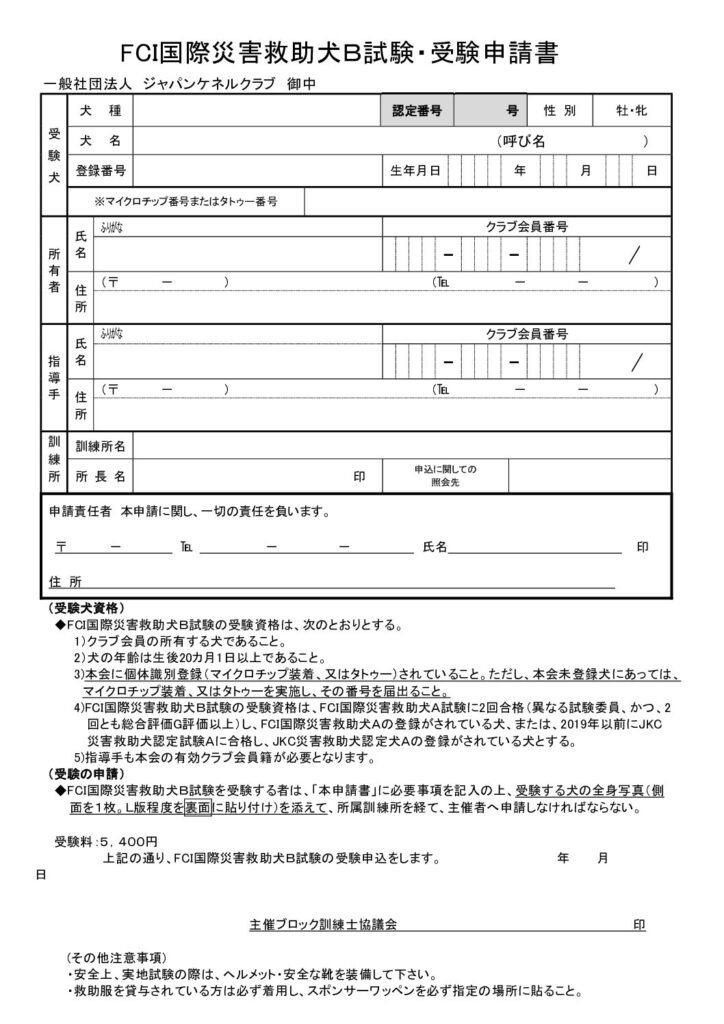 FCI国際災害救助犬B試験・受験申請書
一般社団法人 ジャパンケネルクラブ 御中
受験犬
犬 種 認定番号 号 性 別 牡・牝
犬 名 (呼び名 )
登録番号 生年月日 年 月 日
※マイクロチップ番号またはタトゥー番号
所有者
氏名 ふりがな クラブ会員番号
－ － ／
住所 (〒 － ) (℡ － － )
指導手
氏名 ふりがな クラブ会員番号
－ － ／
住所 (〒 － ) (℡ － － )
訓練所
訓練所名
所 長 名 印 申込に関しての
照会先
申請責任者 本申請に関し、一切の責任を負います。
〒 － ℡ － － 氏名 印
住 所
(受験犬資格)
◆FCI国際災害救助犬B試験の受験資格は、次のとおりとする。
1)クラブ会員の所有する犬であること。
2)犬の年齢は生後20カ月1日以上であること。
3)本会に個体識別登録(マイクロチップ装着、又はタトゥー)されていること。ただし、本会未登録犬にあっては、
マイクロチップ装着、又はタトゥーを実施し、その番号を届出ること。
4)FCI国際災害救助犬B試験の受験資格は、FCI国際災害救助犬A試験に2回合格(異なる試験委員、かつ、2
回とも総合評価G評価以上)し、FCI国際災害救助犬Aの登録がされている犬、または、2019年以前にJKC
災害救助犬認定試験Aに合格し、JKC災害救助犬認定犬Aの登録がされている犬とする。
5)指導手も本会の有効クラブ会員籍が必要となります。
(受験の申請)
◆FCI国際災害救助犬B試験を受験する者は、「本申請書」に必要事項を記入の上、受験する犬の全身写真(側
面を1枚。L版程度を裏面に貼り付け)を添えて、所属訓練所を経て、主催者へ申請しなければならない。
受験料:5,400円
上記の通り、FCI国際災害救助犬B試験の受験申込をします。 年 月
日
主催ブロック訓練士協議会 印
(その他注意事項)
・安全上、実地試験の際は、ヘルメット・安全な靴を装備して下さい。
・救助服を貸与されている方は必ず着用し、スポンサーワッペンを必ず指定の場所に貼ること。